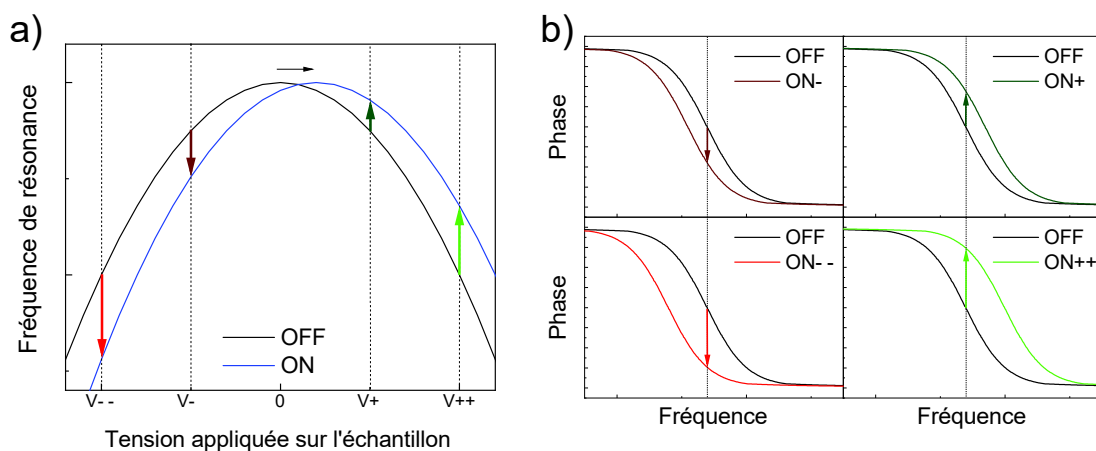 a)
Fréquence de résonance
OFF
ON
V- -
V-
0
V+
V++
Tension appliquée sur l'échantillon
b)
Phase
OFF
ON-
OFF
ON+
Phase
OFF
ON- -
OFF
ON++
Fréquence
Fréquence